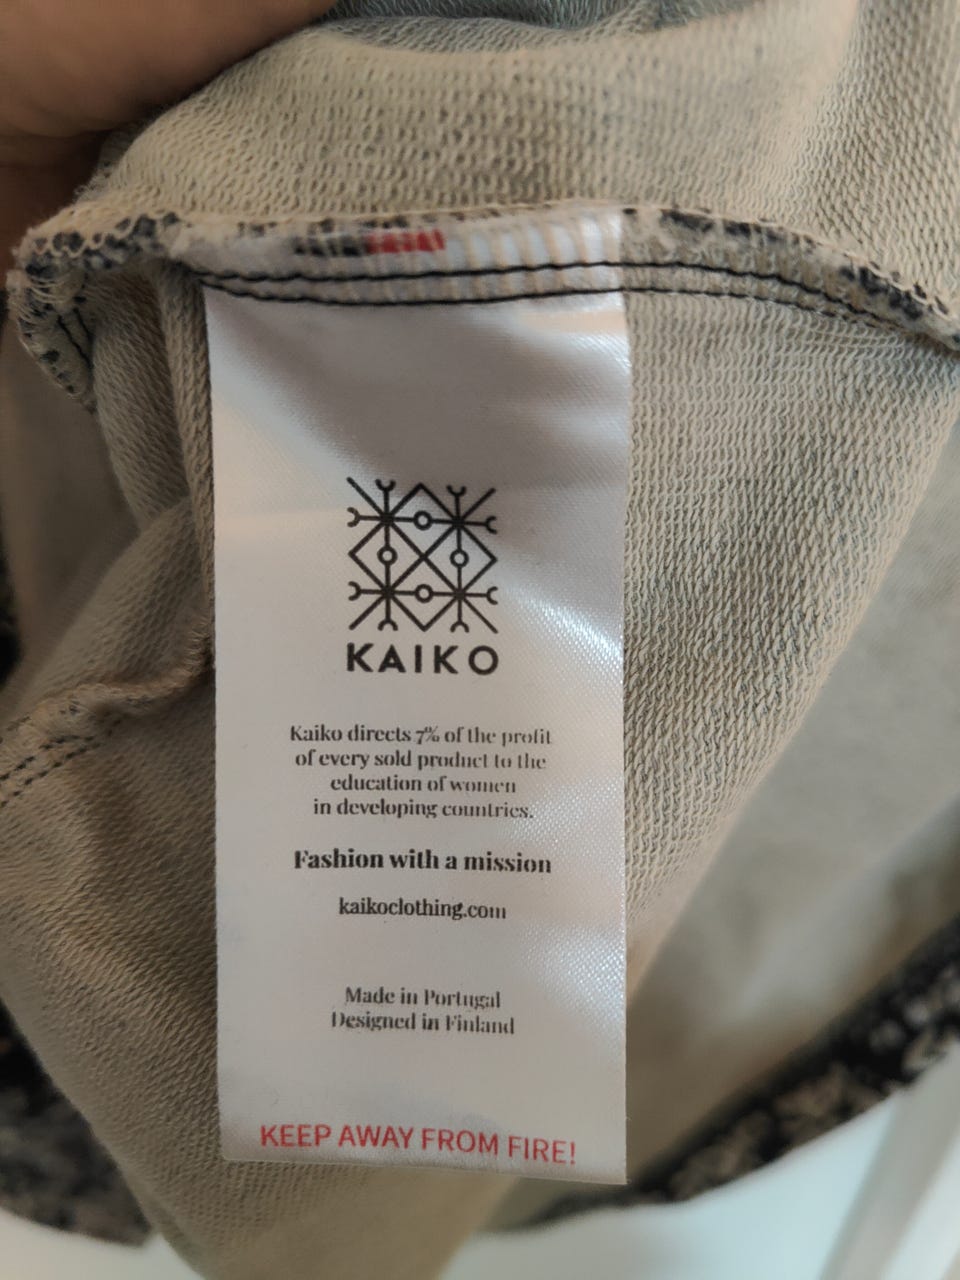 KAIKO
Kaiko directs 7% of the profit
of every sold product to the
education of women
in developing countries.
Fashion with a mission
kaikoclothing.com
Made in Portugal
Designed in Finland
KEEP AWAY FROM FIRE!